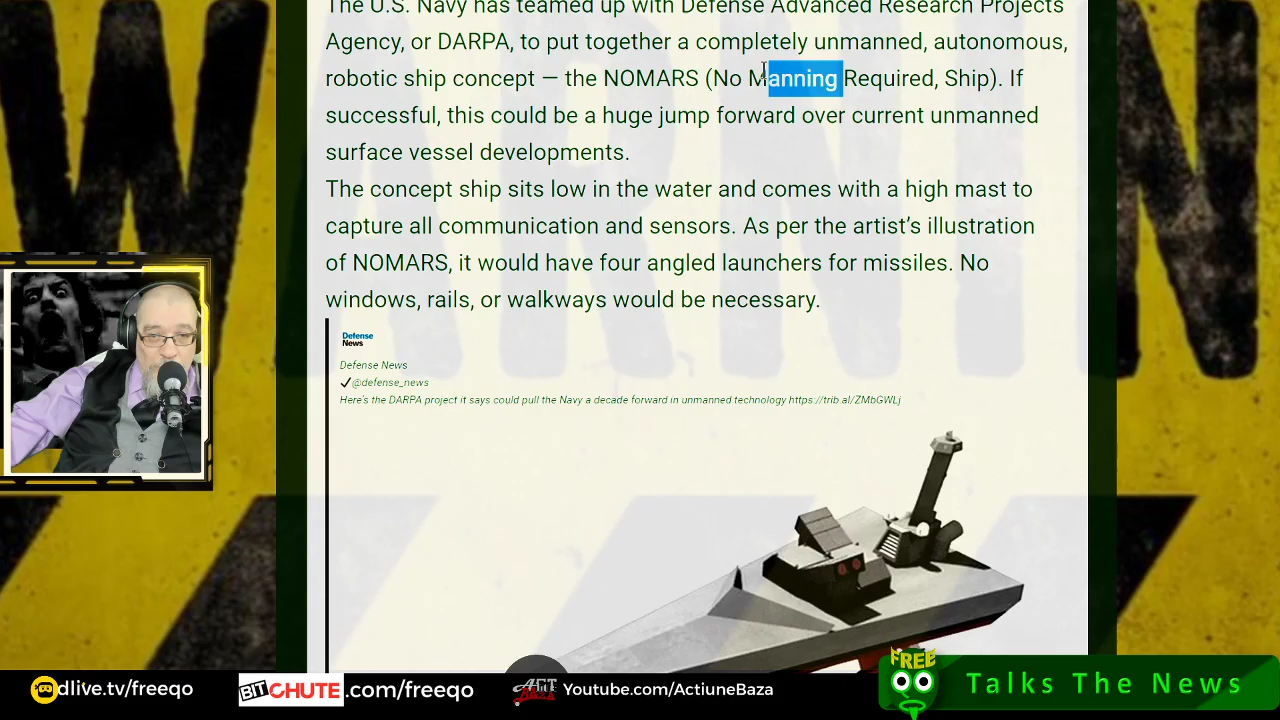 The U.S. Navy has teamed up with Defense Advanced Research Projects
Agency, or DARPA, to put together a completely unmanned, autonomous,
robotic ship concept — the NOMARS (No Manning Required, Ship). If
successful, this could be a huge jump forward over current unmanned
surface vessel developments.
The concept ship sits low in the water and comes with a high mast to
capture all communication and sensors. As per the artist’s illustration
of NOMARS, it would have four angled launchers for missiles. No
windows, rails, or walkways would be necessary.
Defense
News
Defense News
@defense_news
Here's the DARPA project it says could pull the Navy a decade forward in unmanned technology https://trib.al/ZMbGWLj
dlive.tv/freeqo
BITCHUTE.com/freeqo
Youtube.com/ActiuneBaza
FREE
Talks The News